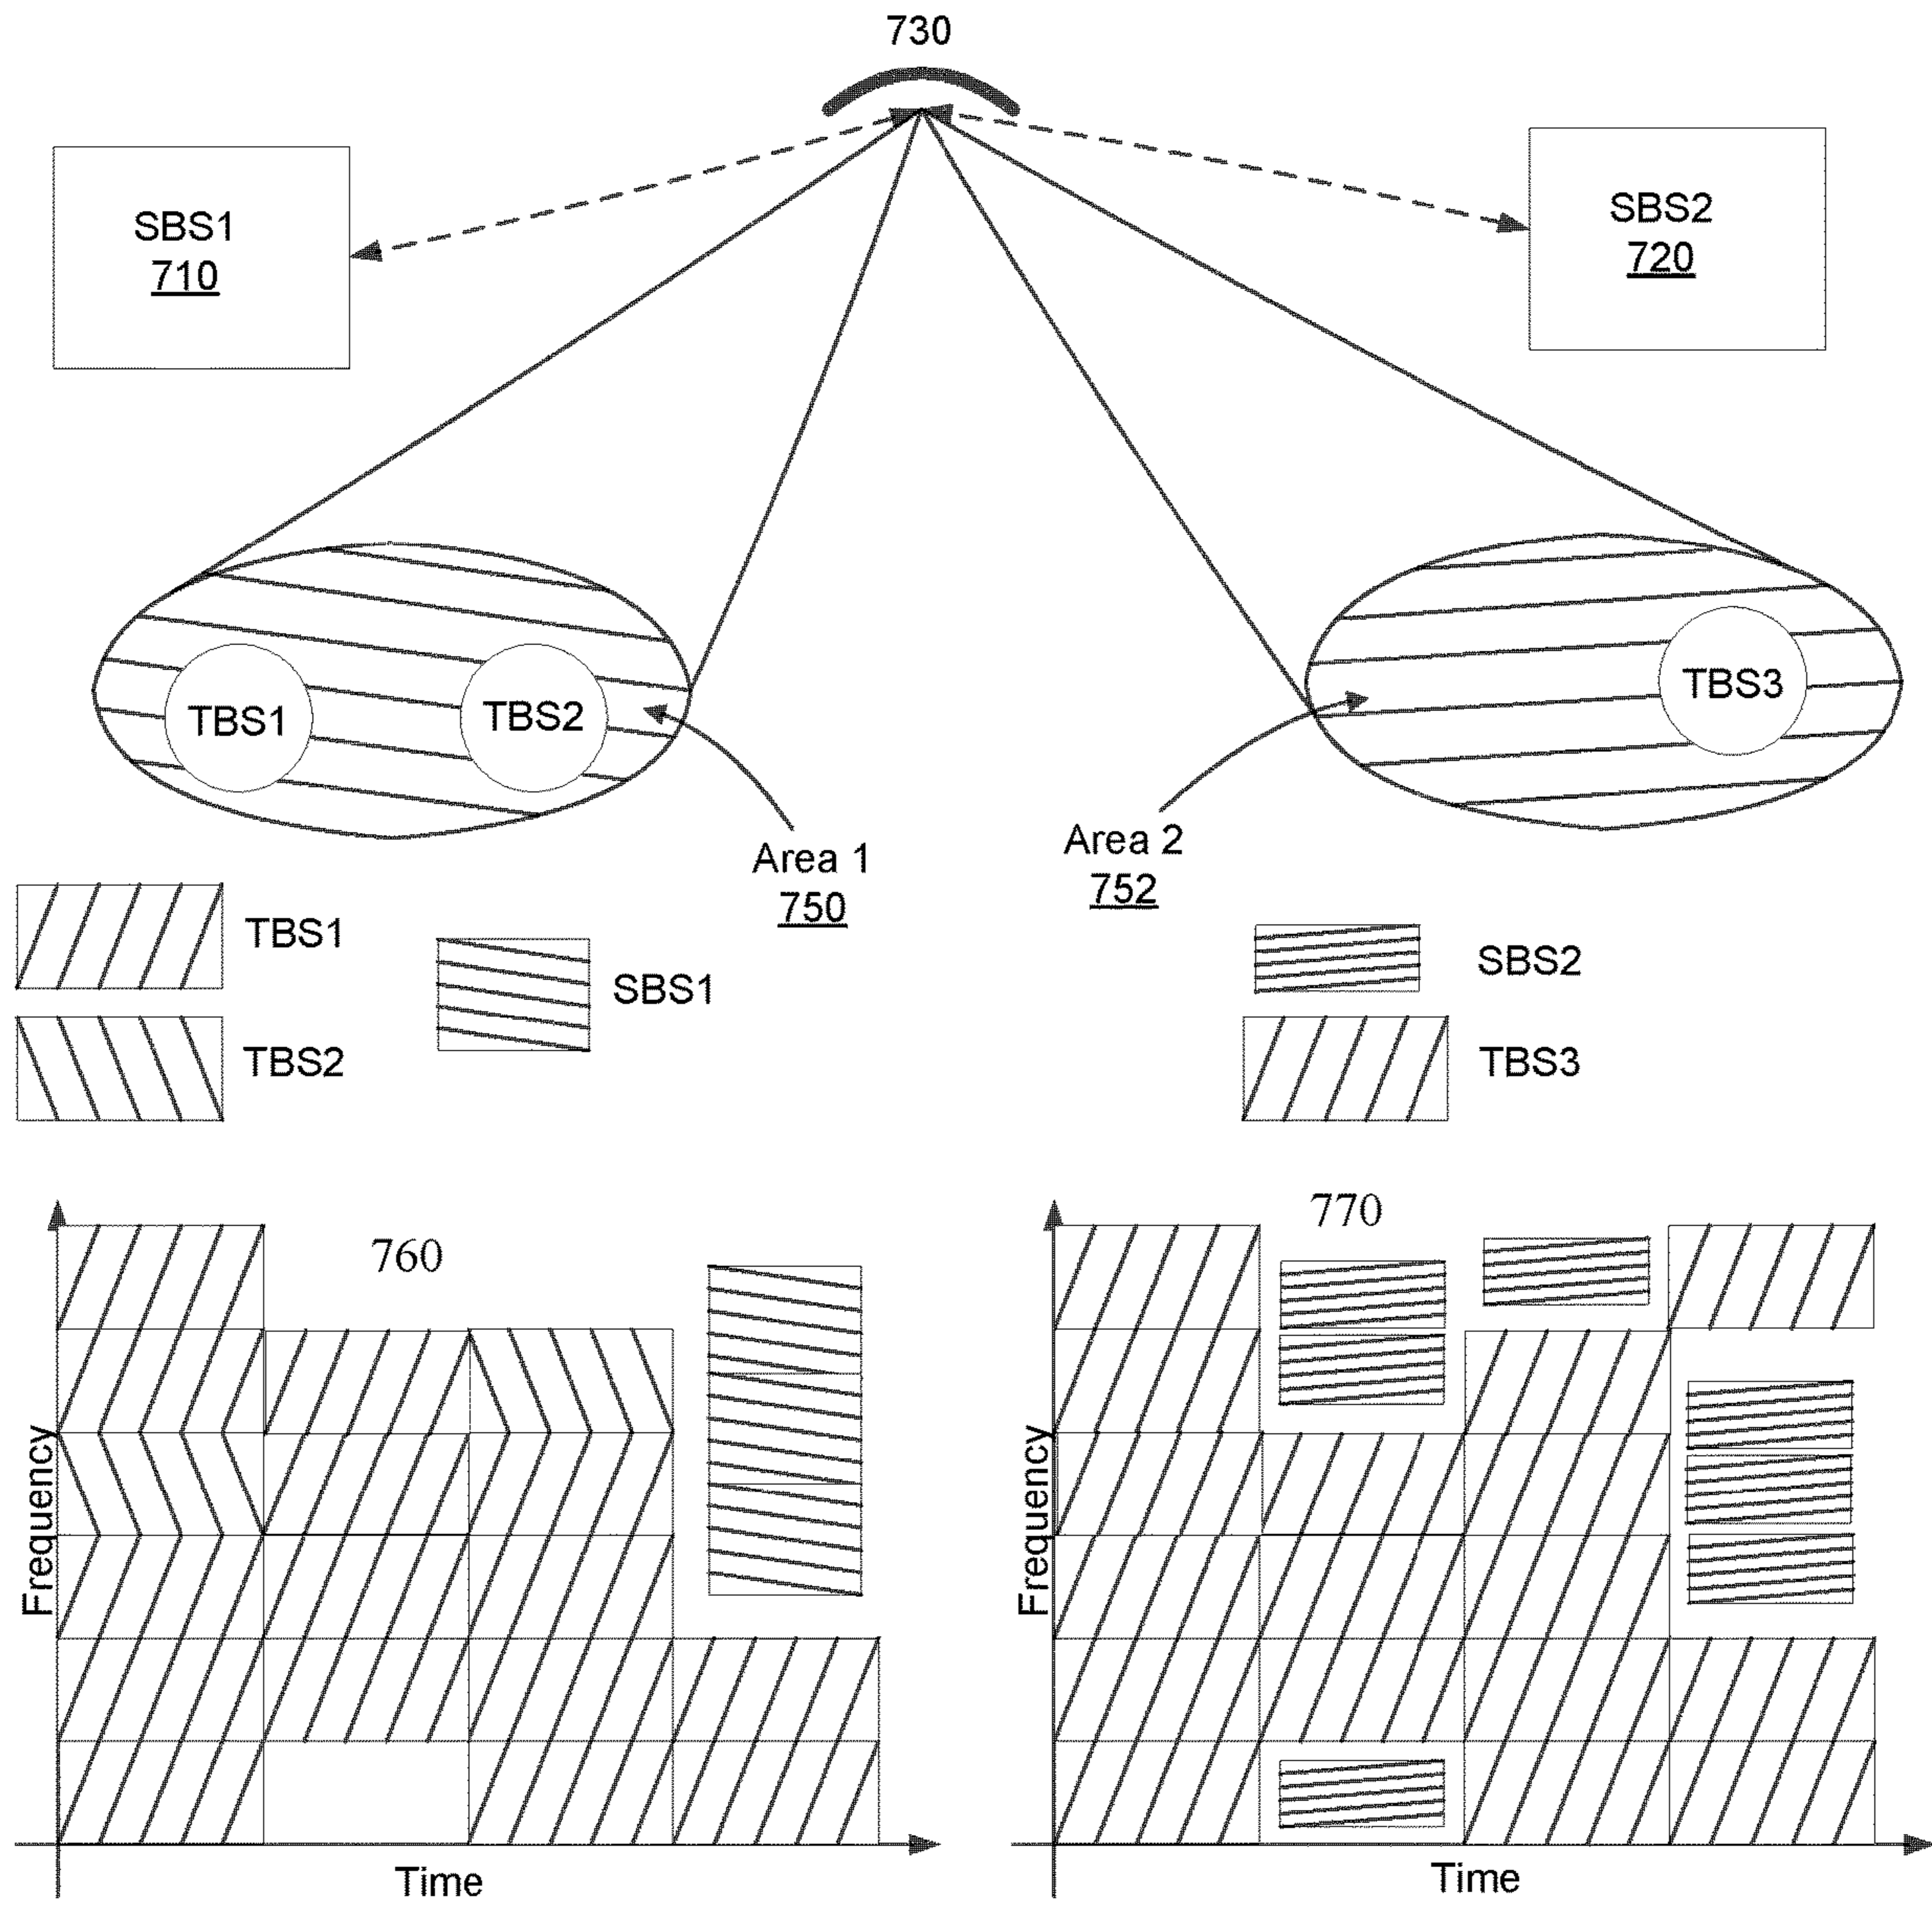 730
SBS1
710
SBS2
720
TBS1
TBS2
TBS3
Area 1
750
Area 2
752
TBS1
TBS2
SBS1
SBS2
TBS3
760
Frequency
Time
770
Frequency
Time